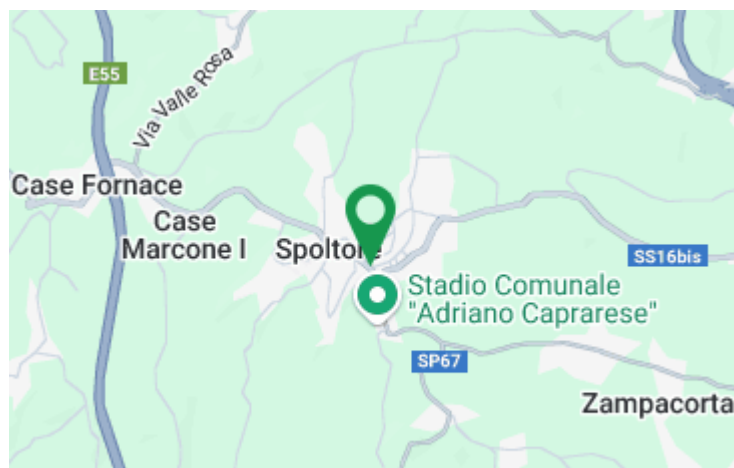 E55
Via Valle Rosa
Case Fornace
Case
Marcone I
Spoltore
SS16bis
Stadio Comunale
"Adriano Caprarese"
SP67
Zampacorta